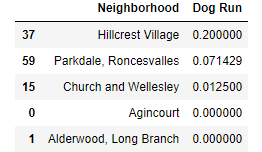 Neighborhood Dog Run
37 Hillcrest Village 0.200000
59 Parkdale, Roncesvalles 0.071429
15 Church and Wellesley 0.012500
0 Agincourt 0.000000
1 Alderwood, Long Branch 0.000000